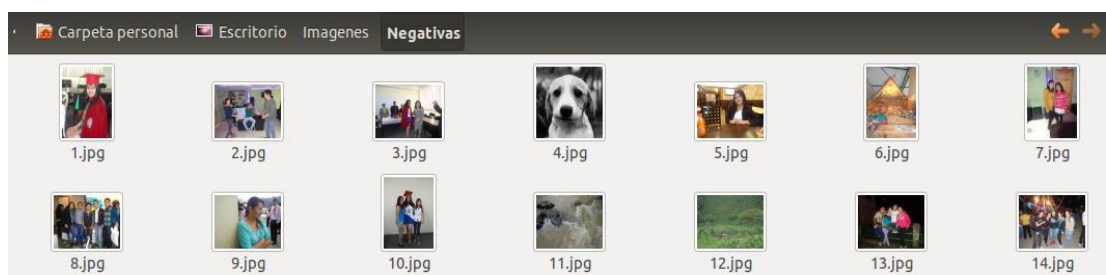 Carpeta personal Escritorio Imagenes Negativas
1.jpg 2.jpg 3.jpg 4.jpg 5.jpg 6.jpg 7.jpg
8.jpg 9.jpg 10.jpg 11.jpg 12.jpg 13.jpg 14.jpg